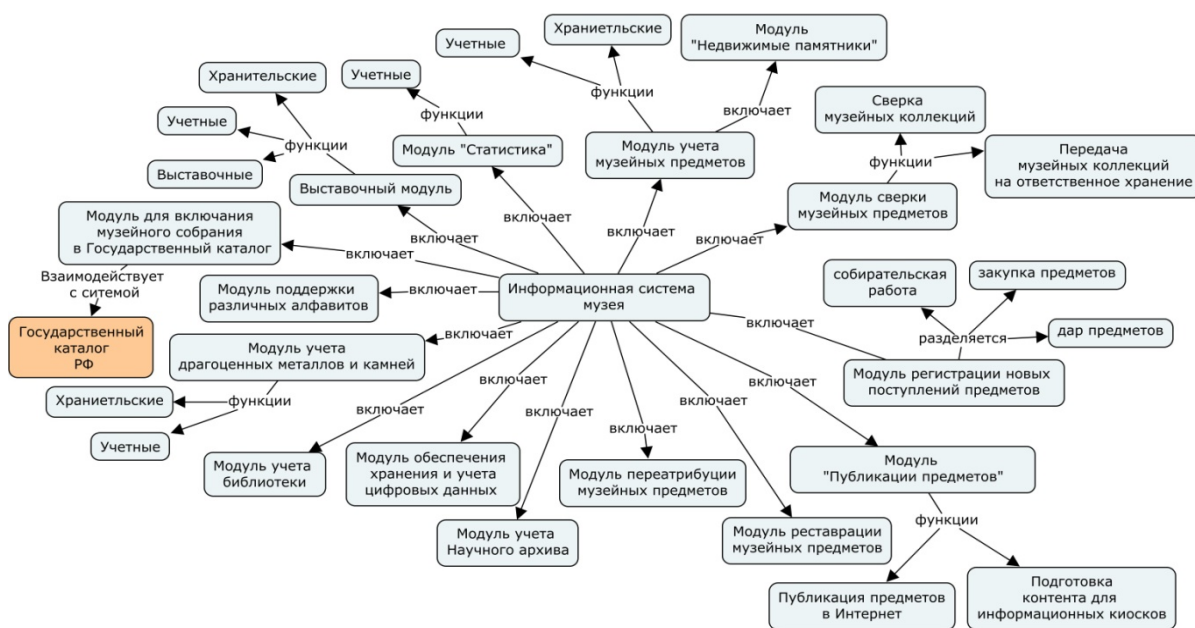 Учетные
Храниетльские
Модуль
"Недвижимые памятники"
функции
включает
Хранительские
Учетные
функции
Учетные
Выставочные
функции
Модуль "Статистика"
Модуль учета
музейных предметов
Сверка
музейных коллекций
функции
Передача
музейных коллекций
на ответственное хранение
Выставочный модуль
Модуль сверки
музейных предметов
Модуль для включания
музейного собрания
в Государственный каталог
включает
включает
включает
включает
включает
Взаимодействует
с ситемой
Государственный
каталог
РФ
Модуль поддержки
различных алфавитов
включает
Информационная система
музея
собирательская
работа
закупка предметов
разделяется
дар предметов
включает
Модуль регистрации новых
поступлений предметов
Модуль учета
драгоценных металлов и камней
включает
Храниетльские
функции
Учетные
включает
включает
включает
включает
включает
включает
Модуль учета
библиотеки
Модуль обеспечения
хранения и учета
цифровых данных
Модуль учета
Научного архива
Модуль переатрибуции
музейных предметов
Модуль реставрации
музейных предметов
Модуль
"Публикации предметов"
функции
Публикация предметов
в Интернет
Подготовка
контента для
информационных киосков